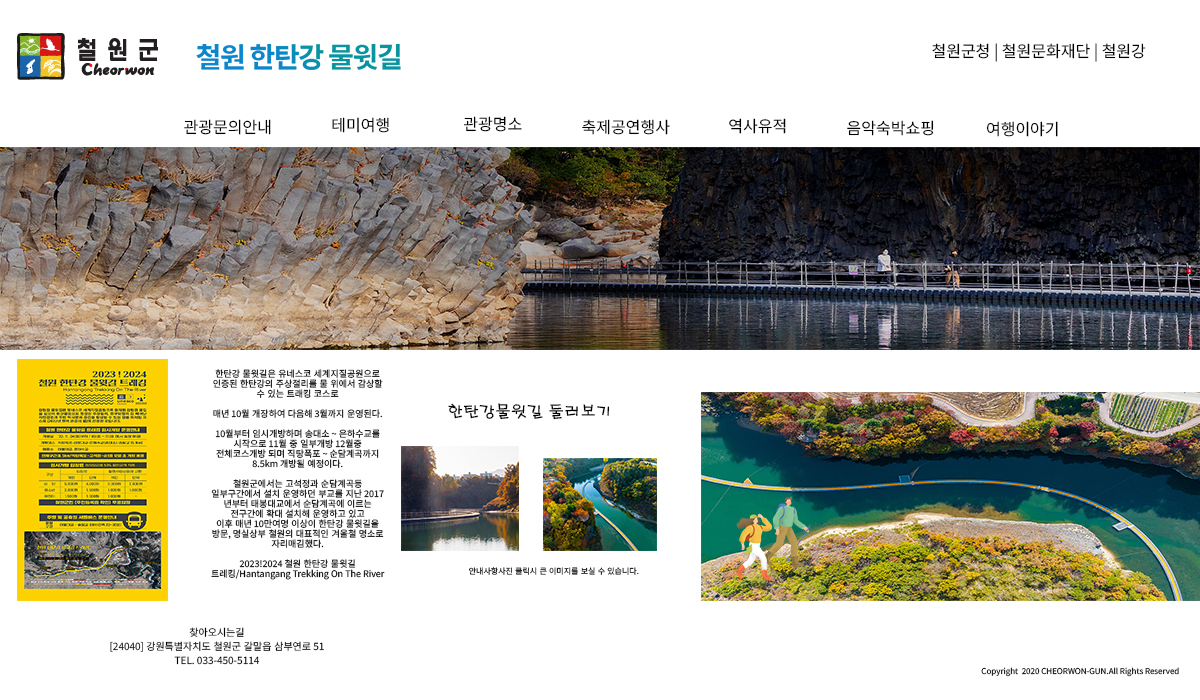 철원군
Cheorwon
철원 한탄강 물윗길
철원군청 | 철원문화재단 | 철원강
관광문의안내 테미여행 관광명소 축제공연행사 역사유적 음악숙박쇼핑 여행이야기
2023 ! 2024
철원 한탄강 물윗길 트레킹
Hantangang Trekking On The River
한탄강 물윗길은 유네스코 세계지질공원으로
인증된 한탄강의 주상절리를 물 위에서 감상할
수 있는 트래킹 코스로
매년 10월 개장하여 다음해 3월까지 운영된다.
10월부터 임시개방하며 송대소 ~ 은하수교를
시작으로 11월 중 일부개방 12월중
전체코스개방 되며 직탕폭포 ~ 순담계곡까지
8.5km 개방될 예정이다.
철원군에서는 고석정과 순담계곡등
일부구간에서 설치 운영하던 부교를 지난 2017
년부터 태봉대교에서 순담계곡에 이르는
전구간에 확대 설치해 운영하고 있고
이후 매년 10만여명 이상이 한탄강 물윗길을
방문, 명실상부 철원의 대표적인 겨울철 명소로
자리매김했다.
2023!2024 철원 한탄강 물윗길
트레킹/Hantangang Trekking On The River
한탄강물윗길 둘러보기
안내사항사진 클릭시 큰 이미지를 보실 수 있습니다.
찾아오시는길
[24040] 강원특별자치도 철원군 갈말읍 삼부연로 51
TEL. 033-450-5114
Copyright 2020 CHEORWON-GUN.All Rights Reserved